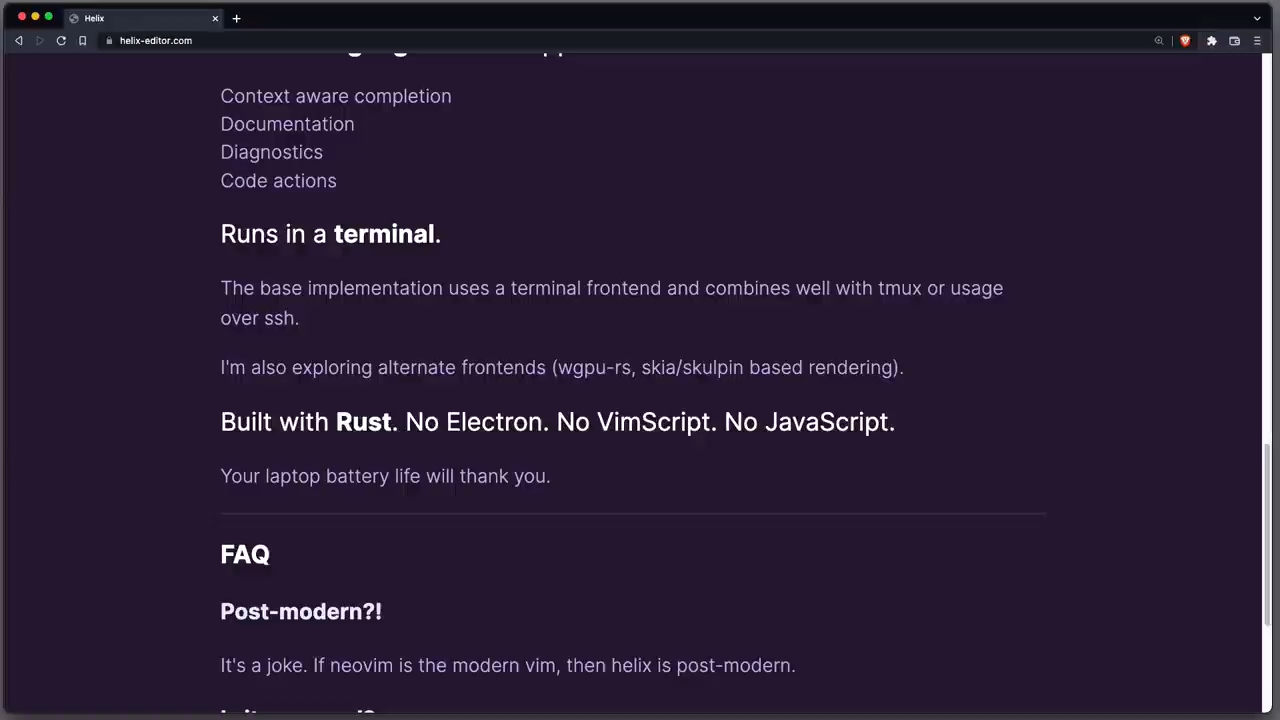 Helix
helix-editor.com
Context aware completion
Documentation
Diagnostics
Code actions
Runs in a terminal.
The base implementation uses a terminal frontend and combines well with tmux or usage
over ssh.
I'm also exploring alternate frontends (wgpu-rs, skia/skulpin based rendering).
Built with Rust. No Electron. No VimScript. No JavaScript.
Your laptop battery life will thank you.
FAQ
Post-modern?!
It's a joke. If neovim is the modern vim, then helix is post-modern.